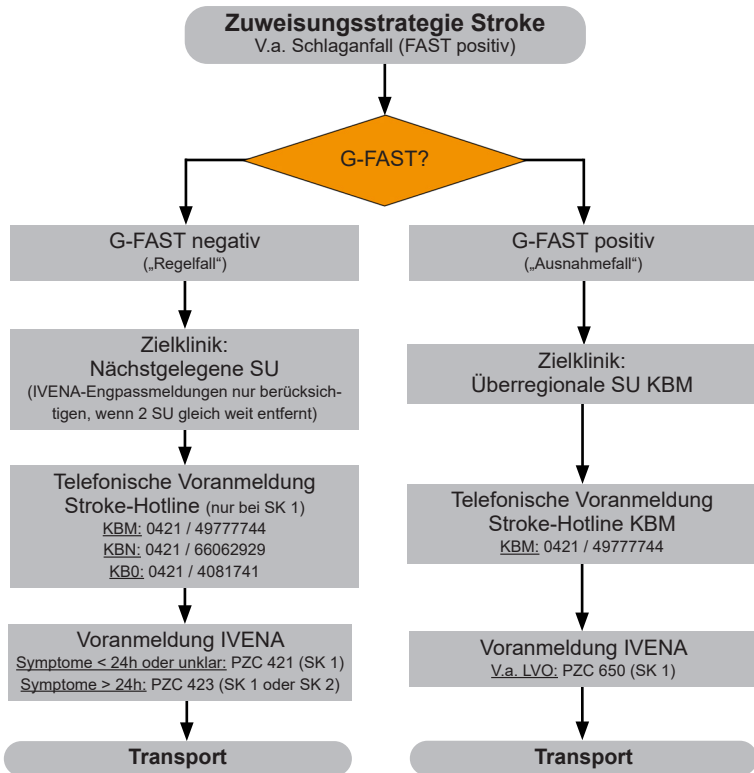 Zuweisungsstrategie Stroke
V.a. Schlaganfall (FAST positiv)
G-FAST?
G-FAST negativ
(„Regelfall“)
Zielklinik:
Nächstgelegene SU
(IVENA-Engpassmeldungen nur berücksich-
tigen, wenn 2 SU gleich weit entfernt)
Telefonische Voranmeldung
Stroke-Hotline (nur bei SK 1)
KBM: 0421 / 49777744
KBN: 0421 / 66062929
KB0: 0421 / 4081741
Voranmeldung IVENA
Symptome < 24h oder unklar: PZC 421 (SK 1)
Symptome > 24h: PZC 423 (SK 1 oder SK 2)
Transport
G-FAST positiv
(„Ausnahmefall“)
Zielklinik:
Überregionale SU KBM
Telefonische Voranmeldung
Stroke-Hotline KBM
KBM: 0421 / 49777744
Voranmeldung IVENA
V.a. LVO: PZC 650 (SK 1)
Transport